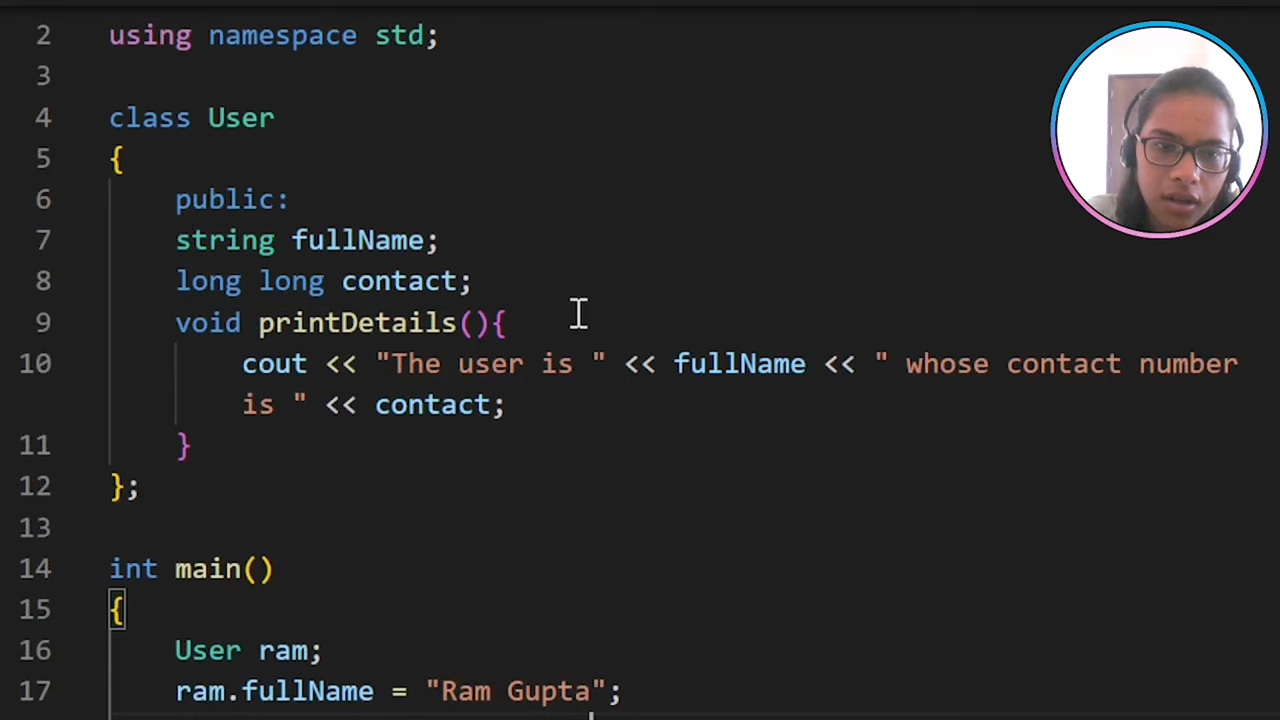 2 using namespace std;
3
4 class User
5 {
6 public:
7 string fullName;
8 long long contact;
9 void printDetails(){
10 cout << "The user is " << fullName << " whose contact number
is " << contact;
11 }
12 };
13
14 int main()
15 {
16 User ram;
17 ram.fullName = "Ram Gupta";